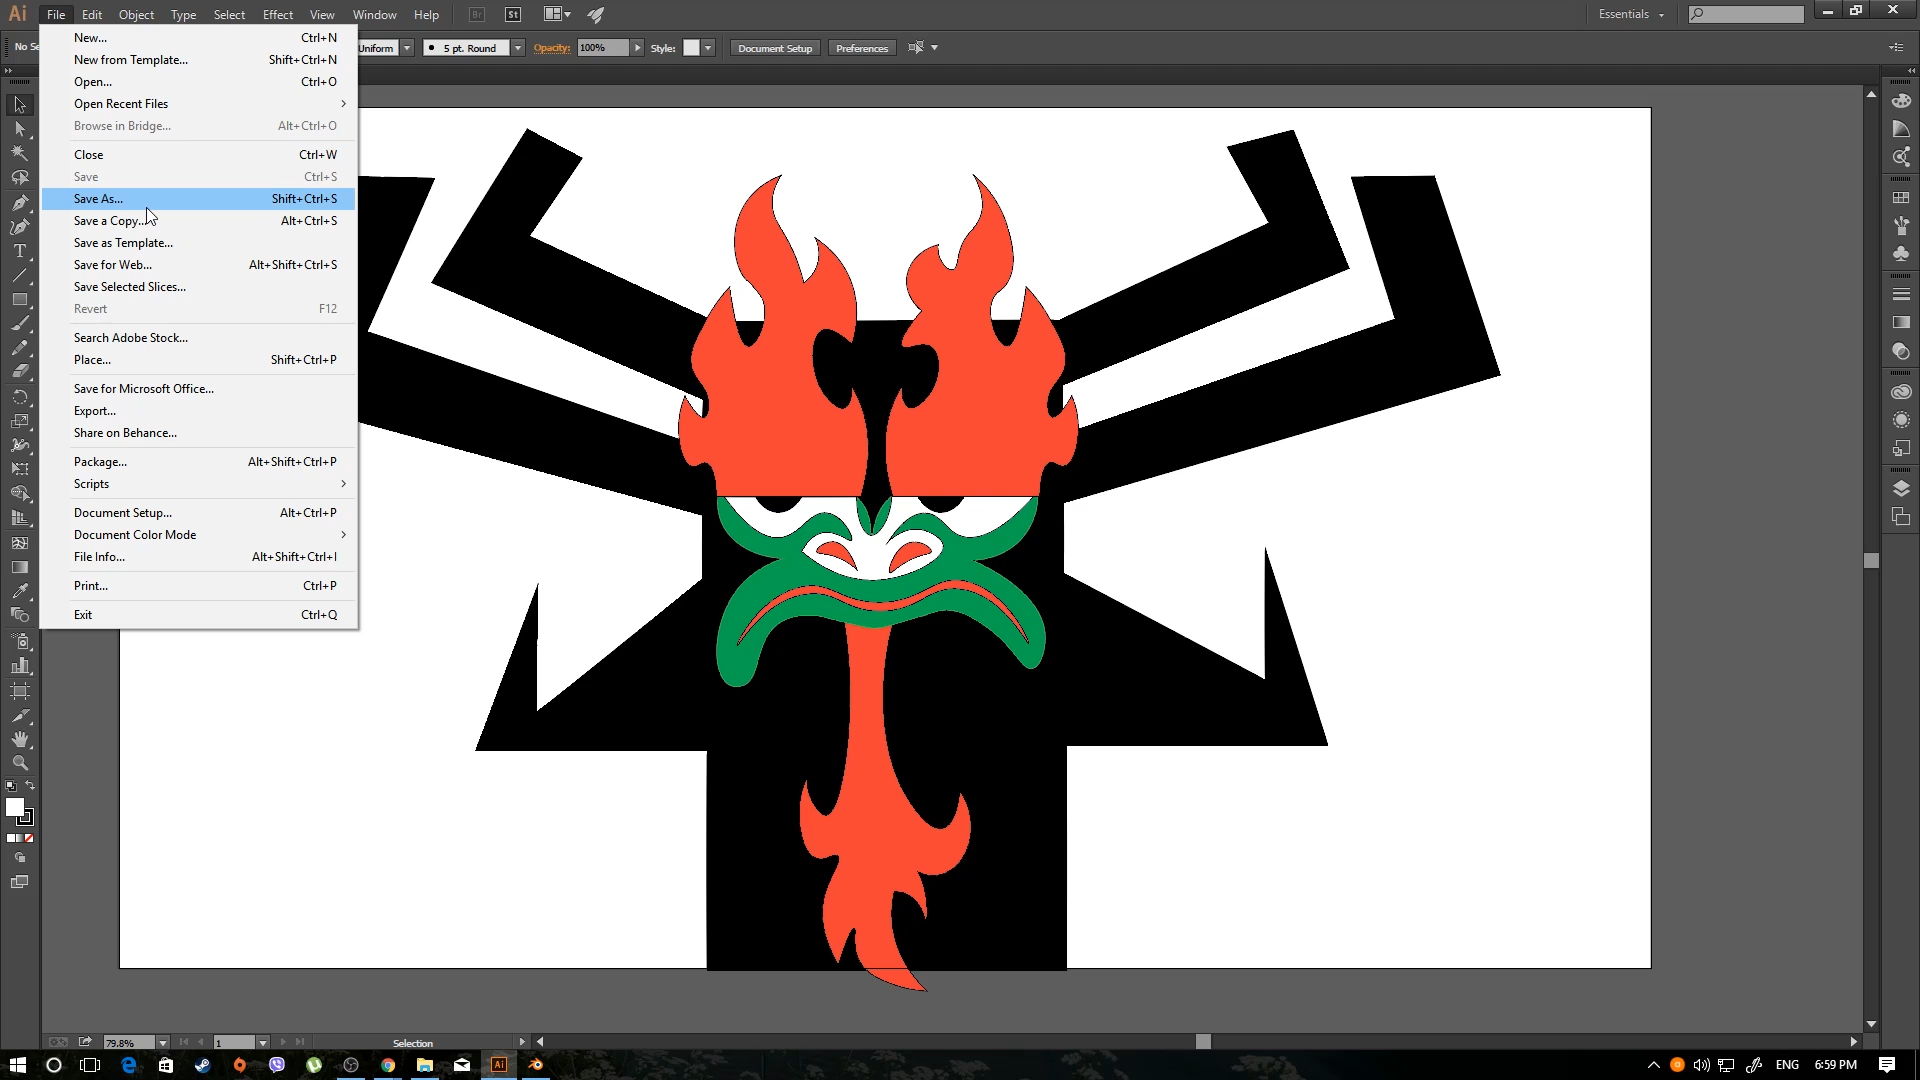 Ai File Edit Object Type Select Effect View Window Help Br St Essentials
No Se Uniform 5 pt. Round Opacity: 100% Style: Document Setup Preferences
New... Ctrl+N
New from Template... Shift+Ctrl+N
Open... Ctrl+O
Open Recent Files
Browse in Bridge... Alt+Ctrl+O
Close Ctrl+W
Save Ctrl+S
Save As... Shift+Ctrl+S
Save a Copy... Alt+Ctrl+S
Save as Template...
Save for Web... Alt+Shift+Ctrl+S
Save Selected Slices...
Revert F12
Search Adobe Stock...
Place... Shift+Ctrl+P
Save for Microsoft Office...
Export...
Share on Behance...
Package... Alt+Shift+Ctrl+P
Scripts
Document Setup... Alt+Ctrl+P
Document Color Mode
File Info... Alt+Shift+Ctrl+I
Print... Ctrl+P
Exit Ctrl+Q
79.8% 1 Selection
Ai ENG 6:59 PM